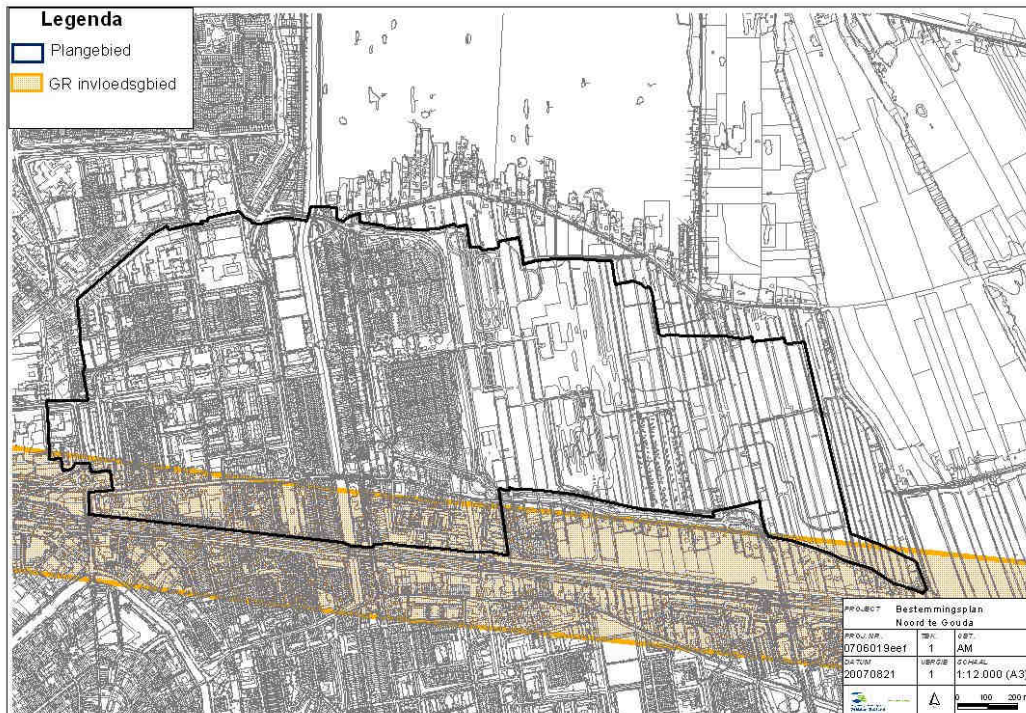 Legenda
Plangebied
GR invloedsgbied
PROJECT Bestemmingsplan
Noord te Gouda
PROJ.NR. TEK. GET.
0706019eef 1 AM
DATUM VERSIE SCHAAL
20070821 1 1:12.000 (A3)
0 100 200 m